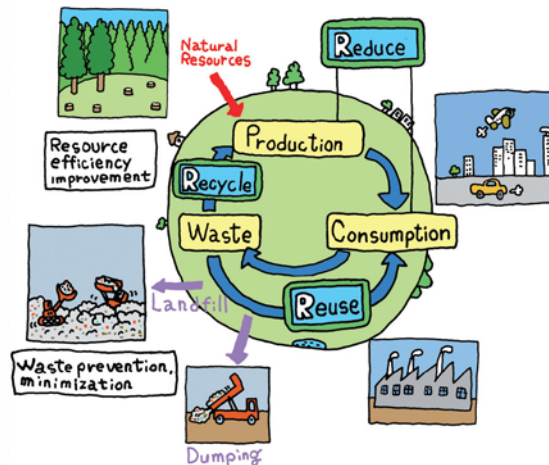 Natural
Resources
Reduce
Production
Resource
efficiency
improvement
Recycle
Waste
Consumption
Landfill
Reuse
Waste prevention,
minimization
Dumping